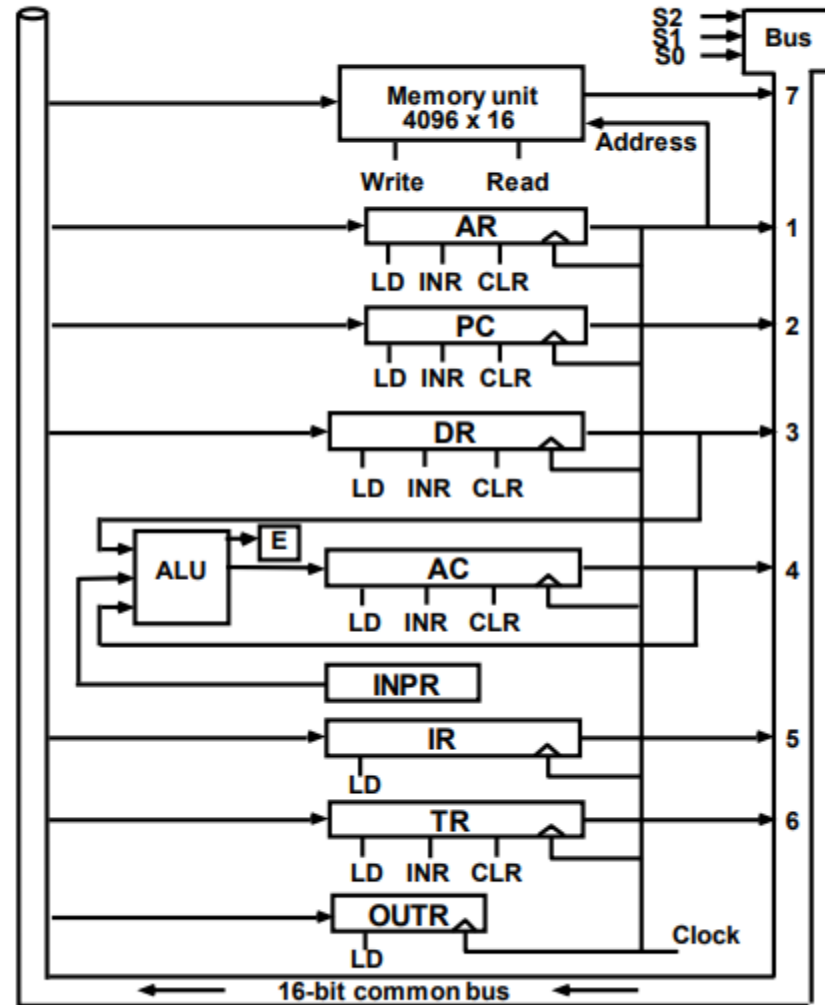 S2
S1
S0
Bus
Memory unit
4096 x 16
7
Address
Write Read
AR
1
LD INR CLR
PC
2
LD INR CLR
DR
3
LD INR CLR
E
ALU
AC
4
LD INR CLR
INPR
IR
5
LD
TR
6
LD INR CLR
OUTR
LD
Clock
16-bit common bus